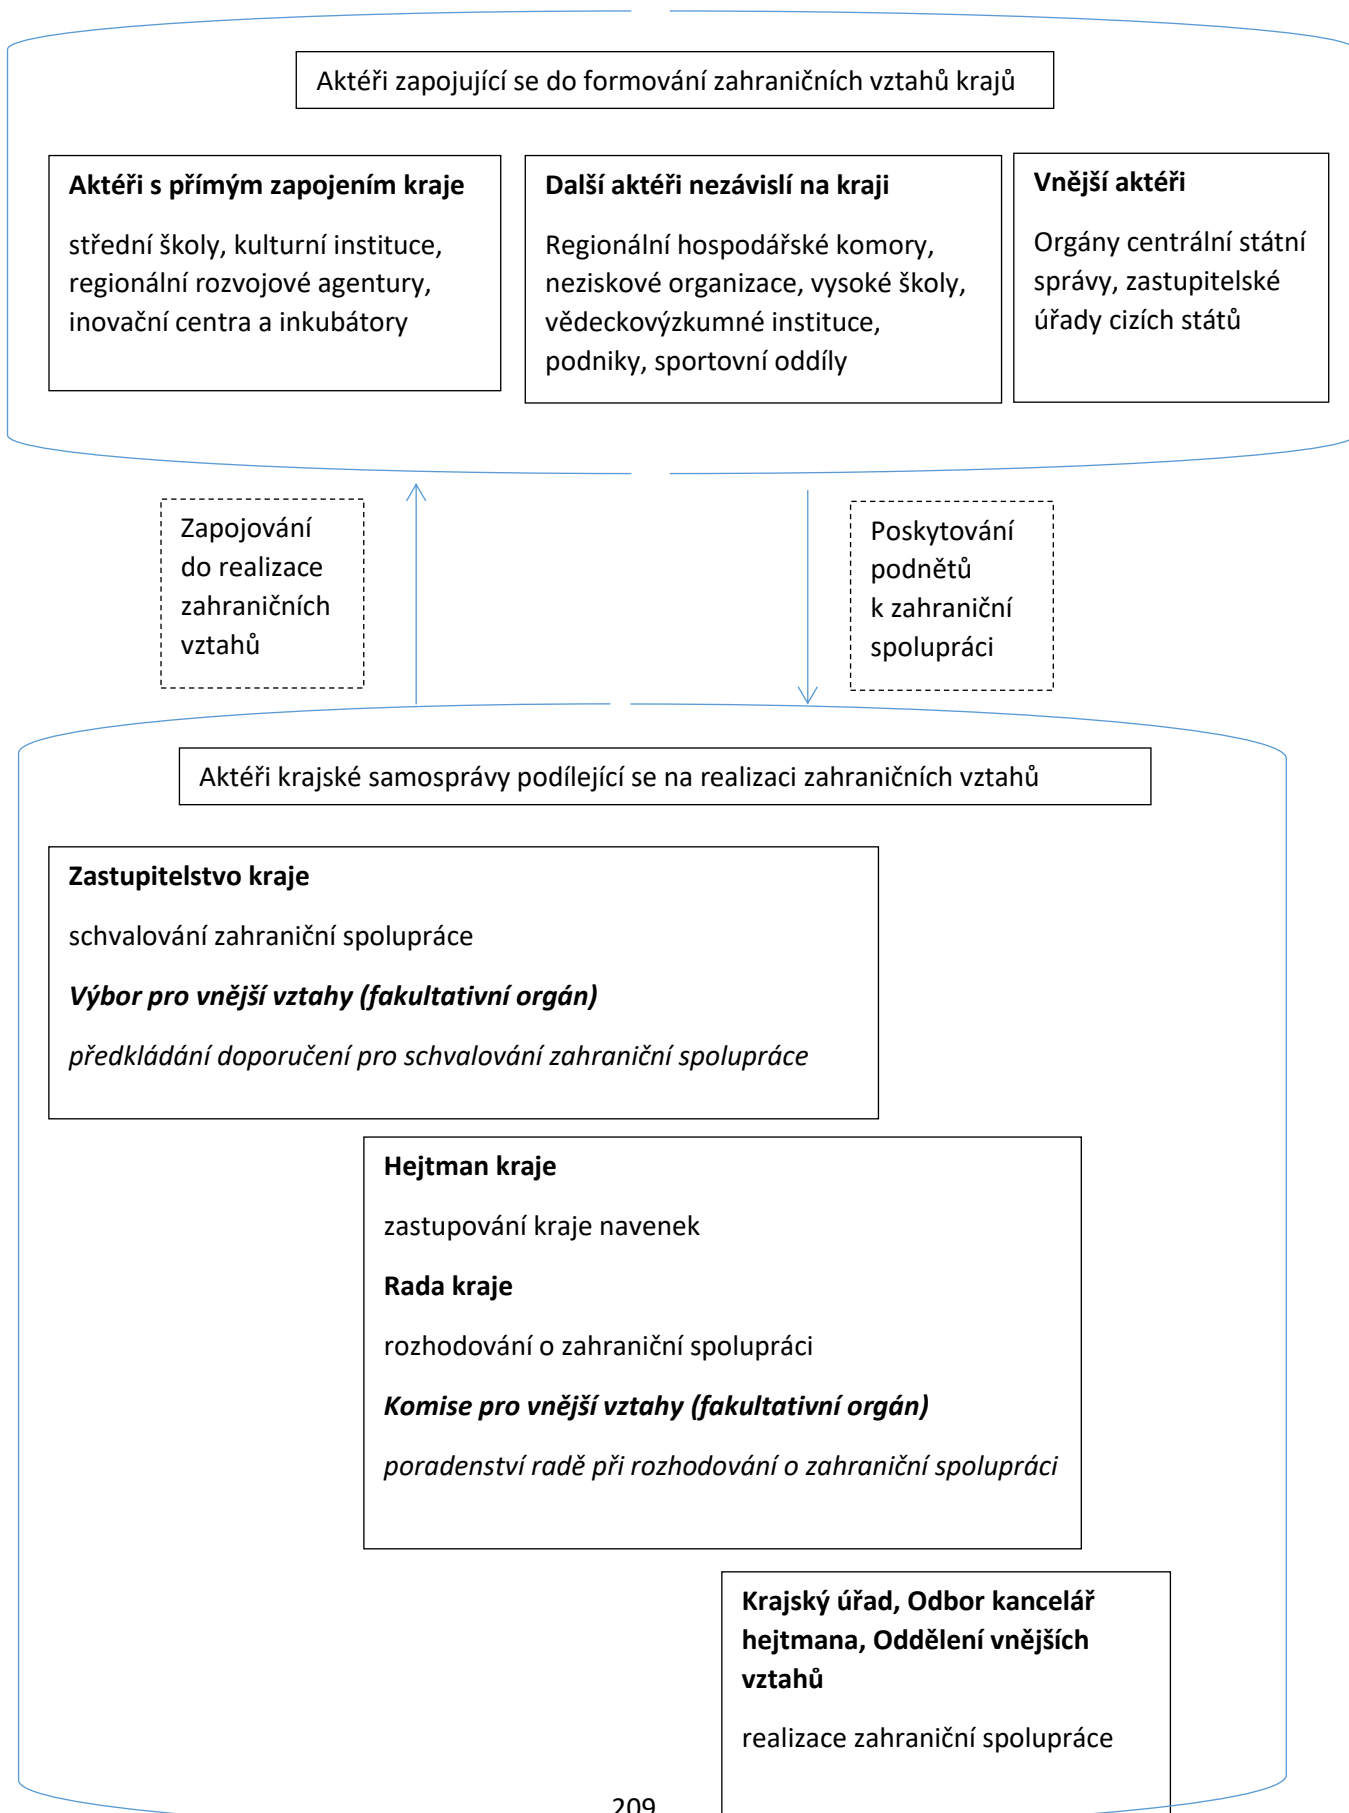 Aktéři zapojující se do formování zahraničních vztahů krajů
Aktéři s přímým zapojením kraje
střední školy, kulturní instituce,
regionální rozvojové agentury,
inovační centra a inkubátory
Další aktéři nezávislí na kraji
Regionální hospodářské komory,
neziskové organizace, vysoké školy,
vědeckovýzkumné instituce,
podniky, sportovní oddíly
Vnější aktéři
Orgány centrální státní
správy, zastupitelské
úřady cizích států
Zapojování
do realizace
zahraničních
vztahů
Poskytování
podnětů
k zahraniční
spolupráci
Aktéři krajské samosprávy podílející se na realizaci zahraničních vztahů
Zastupitelstvo kraje
schvalování zahraniční spolupráce
Výbor pro vnější vztahy (fakultativní orgán)
předkládání doporučení pro schvalování zahraniční spolupráce
Hejtman kraje
zastupování kraje navenek
Rada kraje
rozhodování o zahraniční spolupráci
Komise pro vnější vztahy (fakultativní orgán)
poradenství radě při rozhodování o zahraniční spolupráci
Krajský úřad, Odbor kancelář
hejtmana, Oddělení vnějších
vztahů
realizace zahraniční spolupráce
209